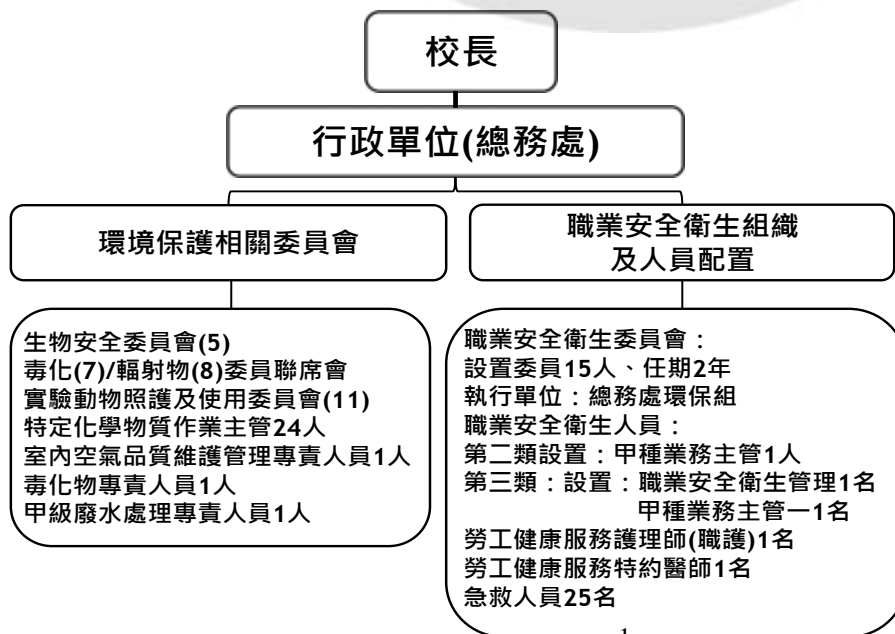 校長
行政單位(總務處)
環境保護相關委員會
職業安全衛生組織
及人員配置
生物安全委員會(5)
毒化(7)/輻射物(8)委員聯席會
實驗動物照護及使用委員會(11)
特定化學物質作業主管24人
室內空氣品質維護管理專責人員1人
毒化物專責人員1人
甲級廢水處理專責人員1人
職業安全衛生委員會：
設置委員15人、任期2年
執行單位：總務處環保組
職業安全衛生人員：
第二類設置：甲種業務主管1人
第三類：設置：職業安全衛生管理1名
甲種業務主管一1名
勞工健康服務護理師(職護)1名
勞工健康服務特約醫師1名
急救人員25名
1